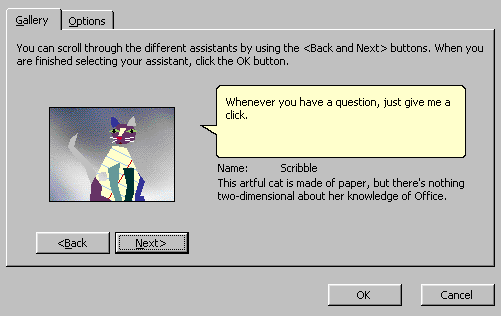 Gallery Options
You can scroll through the different assistants by using the <Back and Next> buttons. When you
are finished selecting your assistant, click the OK button.
Whenever you have a question, just give me a
click.
Name: Scribble
This artful cat is made of paper, but there's nothing
two-dimensional about her knowledge of Office.
<Back Next>
OK Cancel